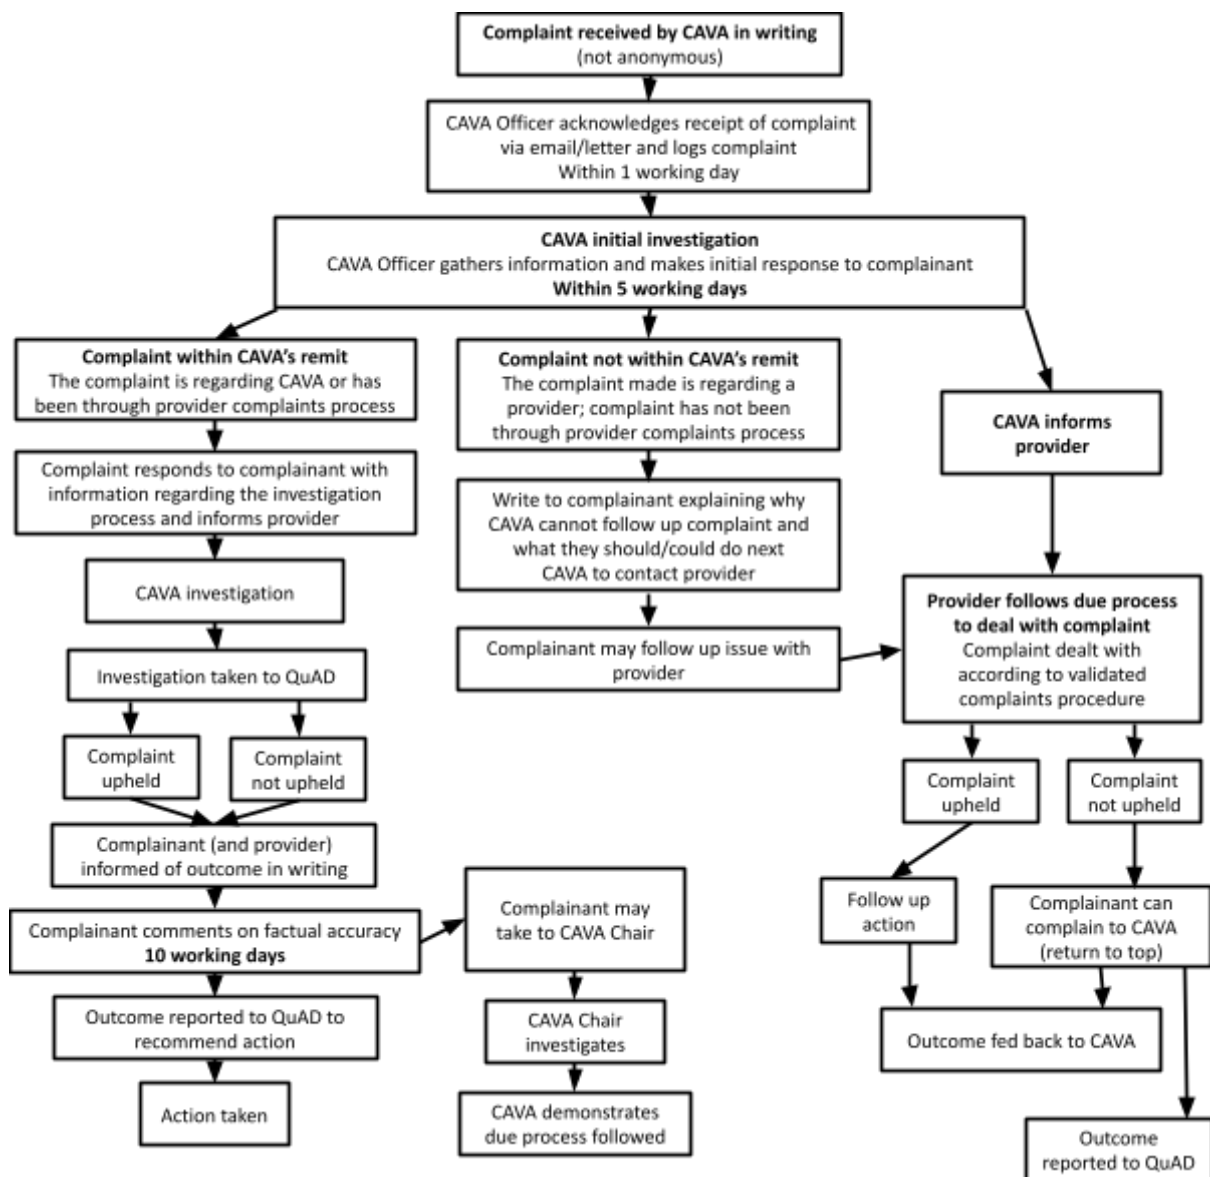 Complaint received by CAVA in writing
(not anonymous)
CAVA Officer acknowledges receipt of complaint
via email/letter and logs complaint
Within 1 working day
CAVA initial investigation
CAVA Officer gathers information and makes initial response to complainant
Within 5 working days
Complaint within CAVA’s remit
The complaint is regarding CAVA or has
been through provider complaints process
Complaint responds to complainant with
information regarding the investigation
process and informs provider
CAVA investigation
Investigation taken to QuAD
Complaint
upheld
Complaint
not upheld
Complainant (and provider)
informed of outcome in writing
Complainant comments on factual accuracy
10 working days
Outcome reported to QuAD to
recommend action
Action taken
Complainant may
take to CAVA Chair
CAVA Chair
investigates
CAVA demonstrates
due process followed
Complaint not within CAVA’s remit
The complaint made is regarding a
provider; complaint has not been
through provider complaints process
Write to complainant explaining why
CAVA cannot follow up complaint and
what they should/could do next
CAVA to contact provider
Complainant may follow up issue with
provider
CAVA informs
provider
Provider follows due process
to deal with complaint
Complaint dealt with
according to validated
complaints procedure
Complaint
upheld
Complaint
not upheld
Follow up
action
Complainant can
complain to CAVA
(return to top)
Outcome fed back to CAVA
Outcome
reported to QuAD